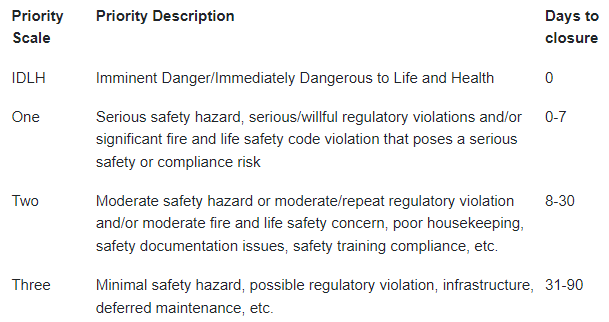 Priority Scale Priority Description Days to closure
IDLH Imminent Danger/Immediately Dangerous to Life and Health 0
One Serious safety hazard, serious/willful regulatory violations and/or 0-7
significant fire and life safety code violation that poses a serious
safety or compliance risk
Two Moderate safety hazard or moderate/repeat regulatory violation 8-30
and/or moderate fire and life safety concern, poor housekeeping,
safety documentation issues, safety training compliance, etc.
Three Minimal safety hazard, possible regulatory violation, infrastructure, 31-90
deferred maintenance, etc.